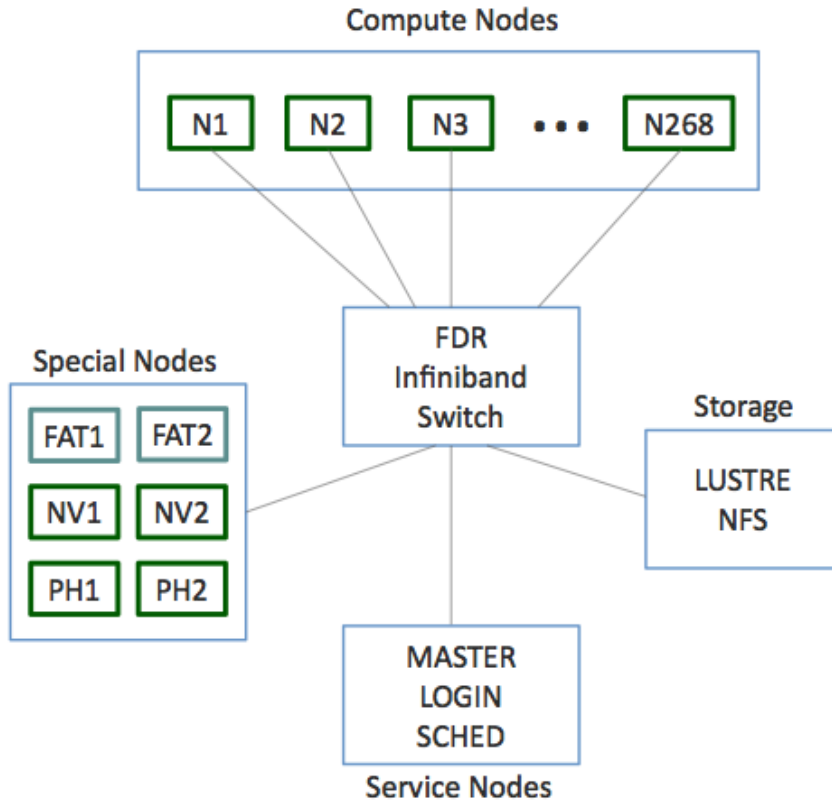 Compute Nodes
N1 N2 N3 ••• N268
FDR
Infiniband
Switch
Special Nodes
FAT1 FAT2
NV1 NV2
PH1 PH2
Storage
LUSTRE
NFS
MASTER
LOGIN
SCHED
Service Nodes